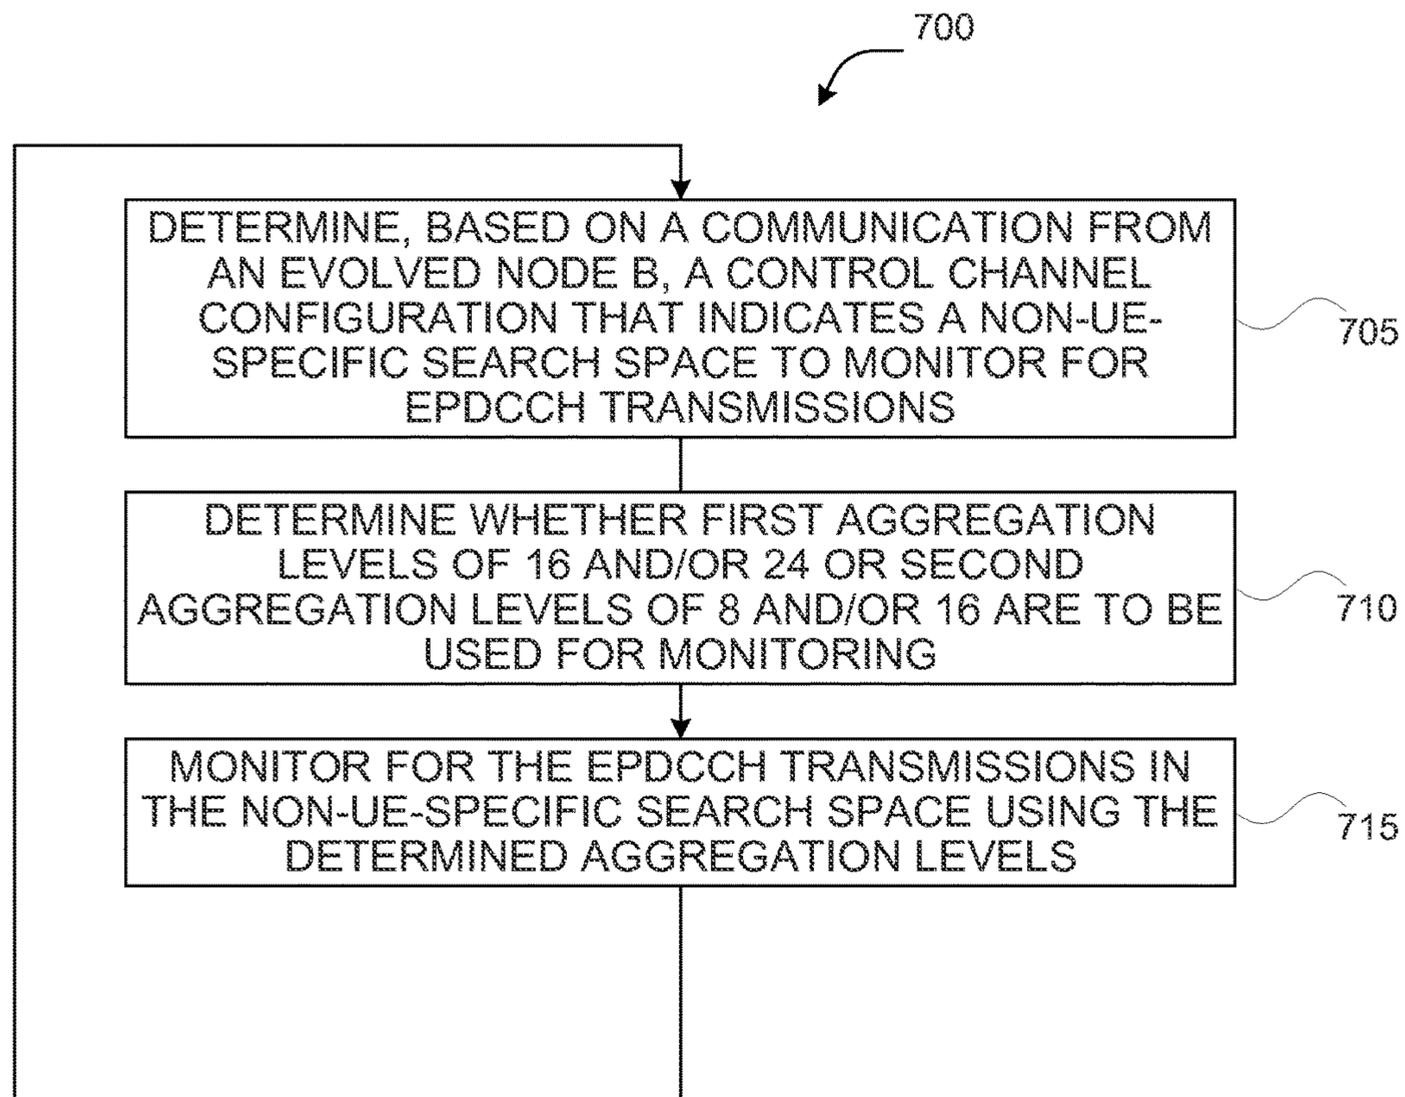 700
DETERMINE, BASED ON A COMMUNICATION FROM
AN EVOLVED NODE B, A CONTROL CHANNEL
CONFIGURATION THAT INDICATES A NON-UE-
SPECIFIC SEARCH SPACE TO MONITOR FOR
EPDCCH TRANSMISSIONS
705
DETERMINE WHETHER FIRST AGGREGATION
LEVELS OF 16 AND/OR 24 OR SECOND
AGGREGATION LEVELS OF 8 AND/OR 16 ARE TO BE
USED FOR MONITORING
710
MONITOR FOR THE EPDCCH TRANSMISSIONS IN
THE NON-UE-SPECIFIC SEARCH SPACE USING THE
DETERMINED AGGREGATION LEVELS
715